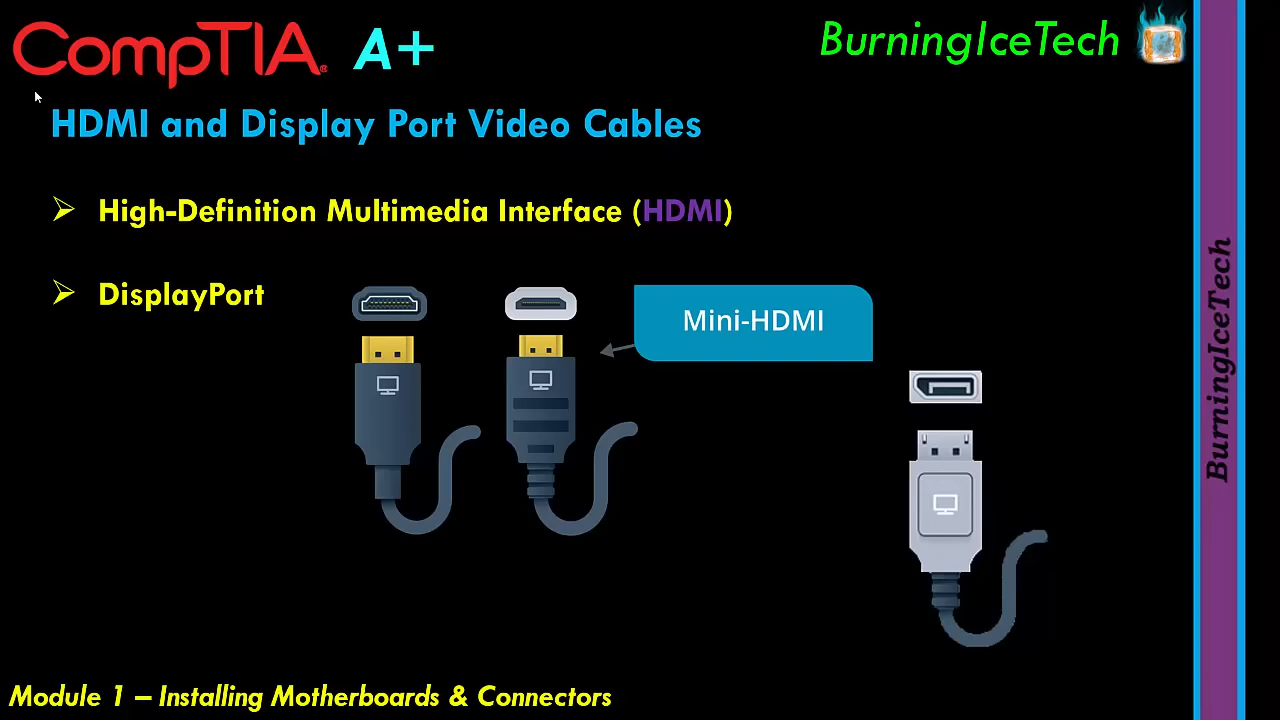 CompTIA® A+
BurningIceTech
HDMI and Display Port Video Cables
High-Definition Multimedia Interface (HDMI)
DisplayPort
Mini-HDMI
BurningIceTech
Module 1 – Installing Motherboards & Connectors